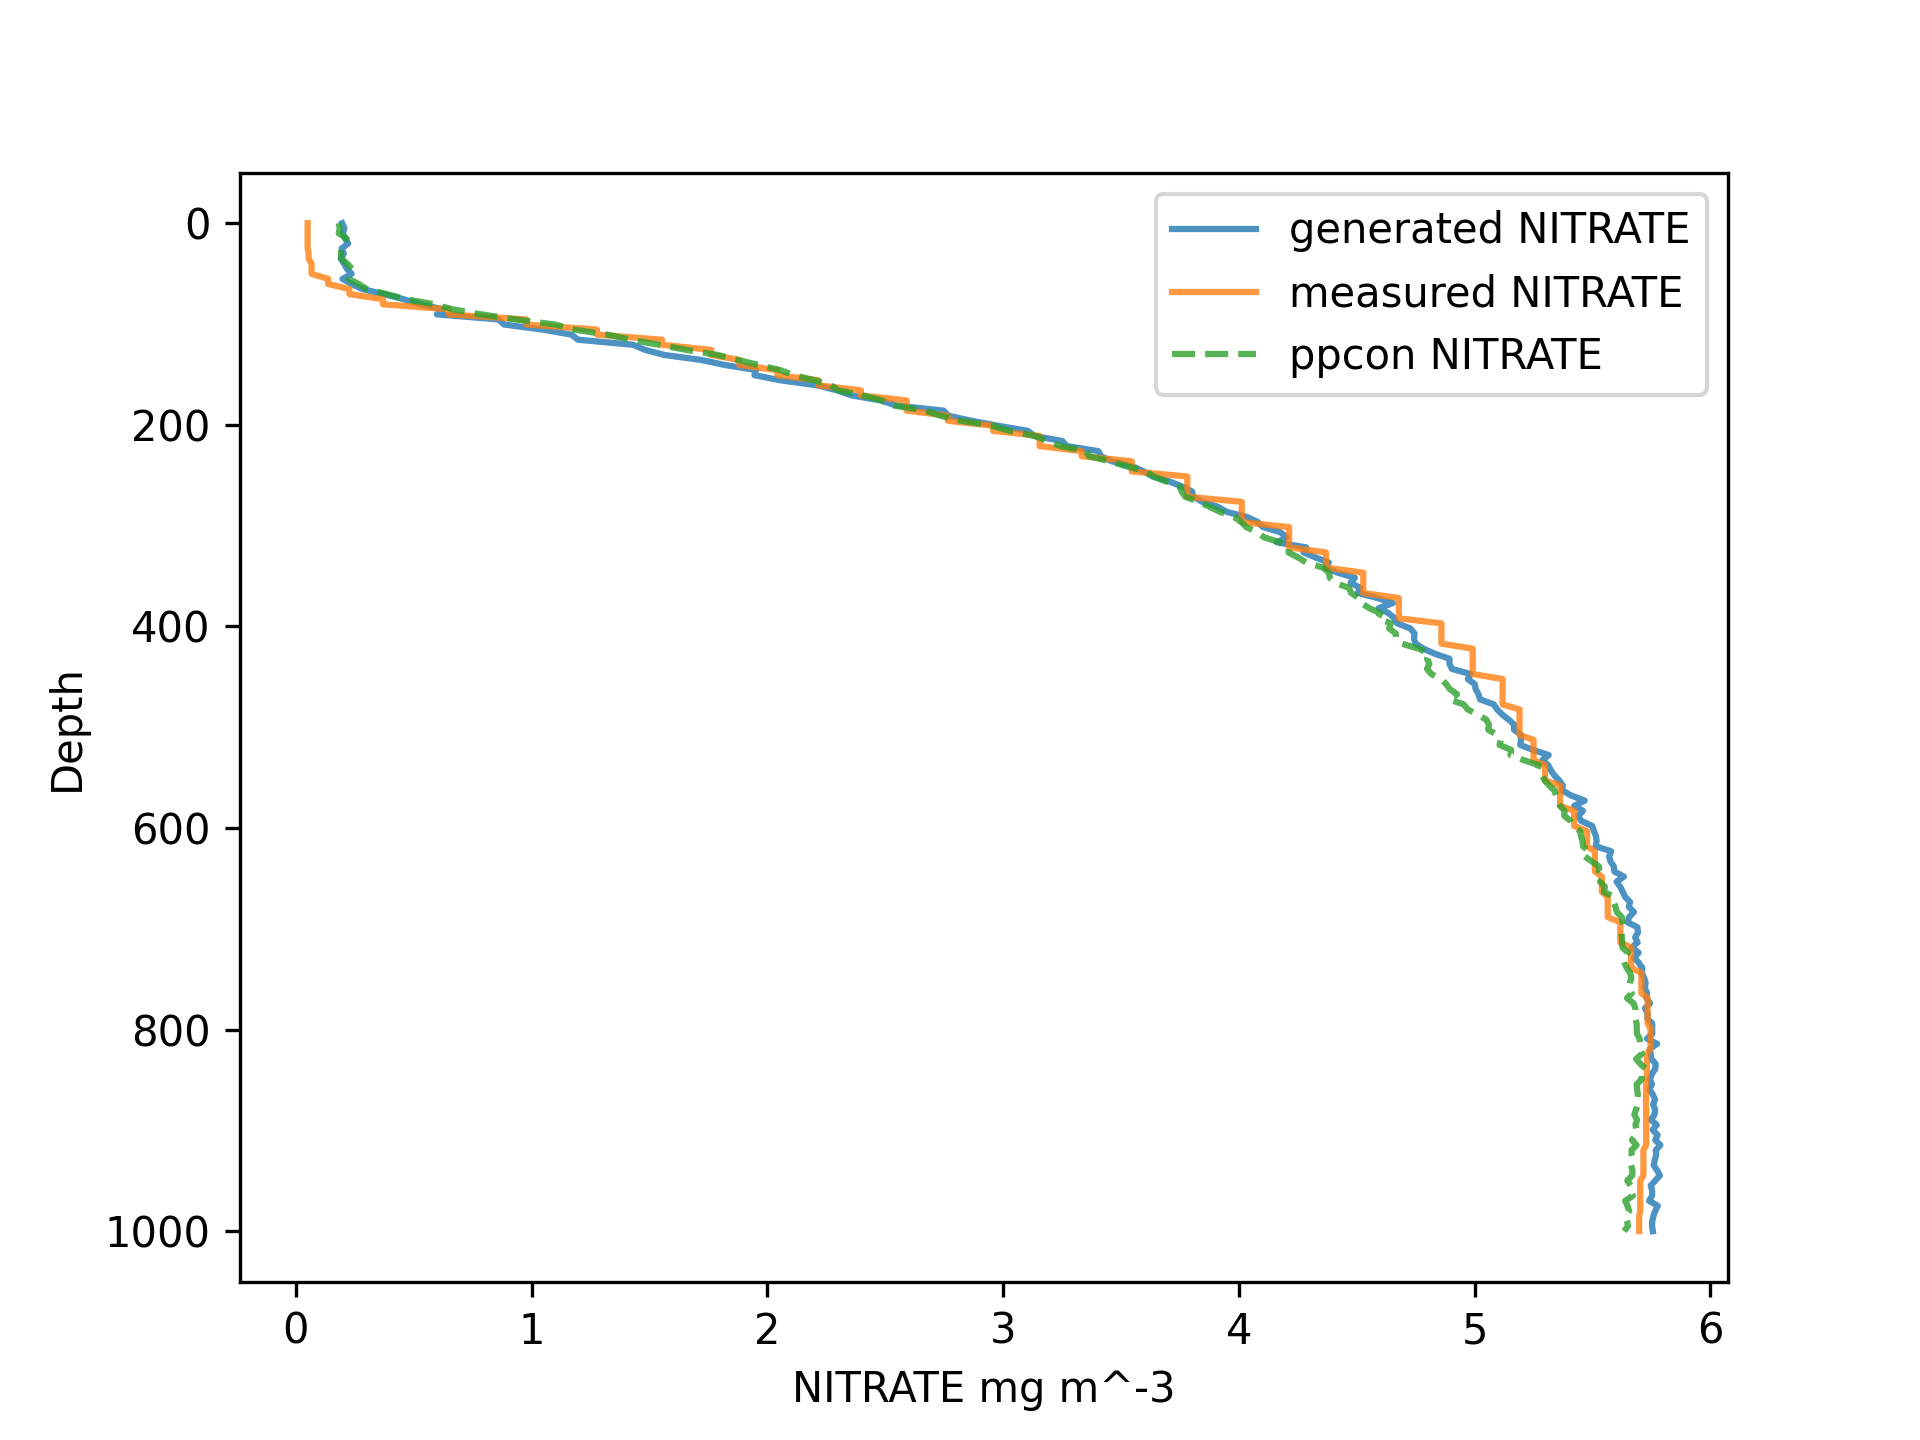 generated NITRATE
measured NITRATE
ppcon NITRATE
0
200
400
600
800
1000
Depth
0 1 2 3 4 5 6
NITRATE mg m^-3